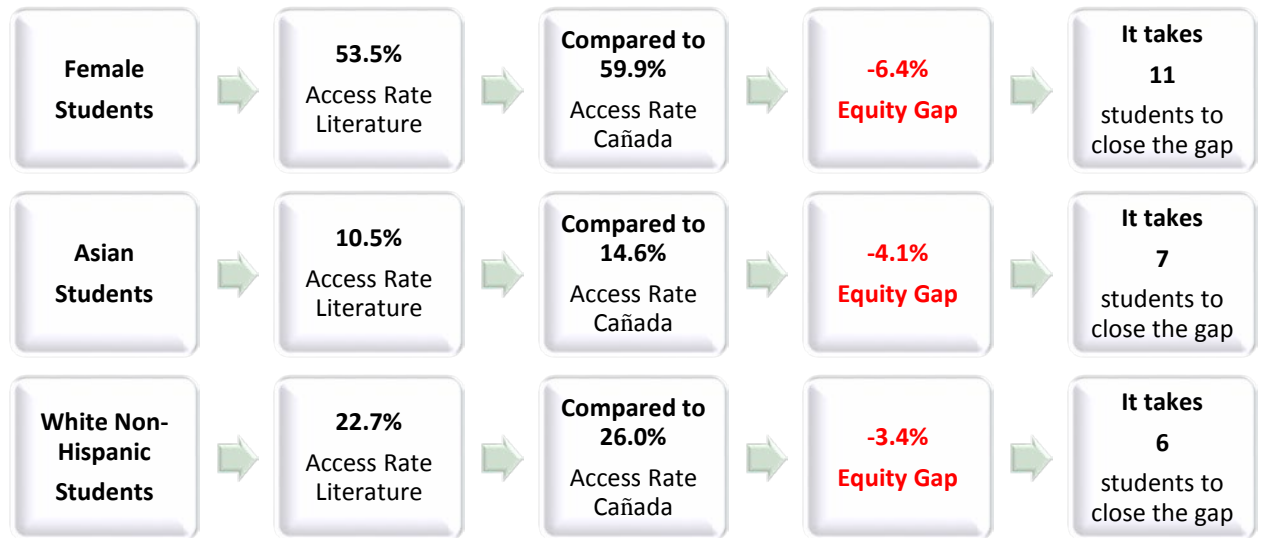 Female
Students
53.5%
Access Rate
Literature
Compared to
59.9%
Access Rate
Cañada
-6.4%
Equity Gap
It takes
11
students to
close the gap
Asian
Students
10.5%
Access Rate
Literature
Compared to
14.6%
Access Rate
Cañada
-4.1%
Equity Gap
It takes
7
students to
close the gap
White Non-
Hispanic
Students
22.7%
Access Rate
Literature
Compared to
26.0%
Access Rate
Cañada
-3.4%
Equity Gap
It takes
6
students to
close the gap